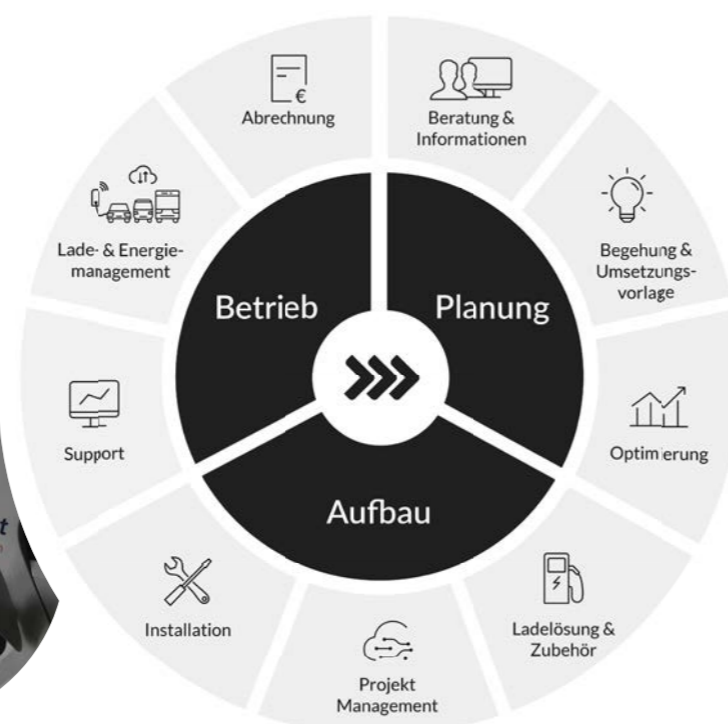 Abrechnung
Beratung &
Informationen
Lade- & Energie-
management
Begehung &
Umsetzungs-
vorlage
Betrieb
Planung
Support
Optimierung
Aufbau
Installation
Ladelösung &
Zubehör
Projekt
Management